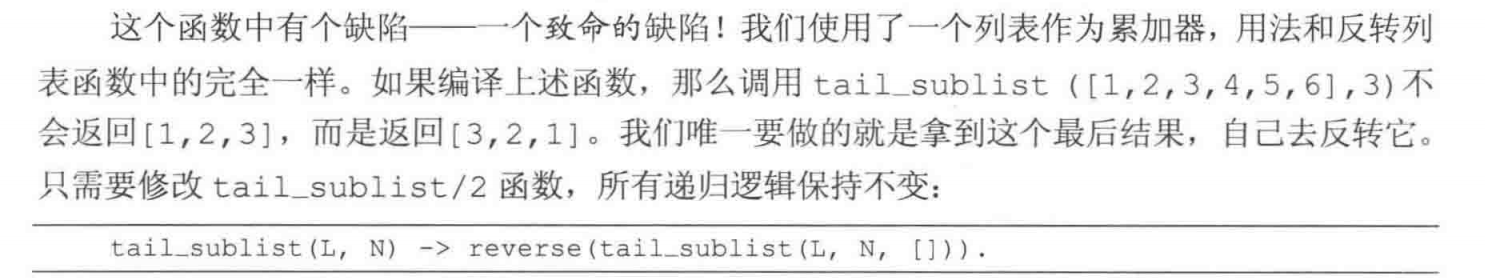 这个函数中有个缺陷——一个致命的缺陷！我们使用了一个列表作为累加器，用法和反转列
表函数中的完全一样。如果编译上述函数，那么调用 tail_sublist ([1,2,3,4,5,6],3)不
会返回[1,2,3]，而是返回[3,2,1]。我们唯一要做的就是拿到这个最后结果，自己去反转它。
只需要修改 tail_sublist/2 函数，所有递归逻辑保持不变：
tail_sublist(L, N) -> reverse(tail_sublist(L, N, [])).